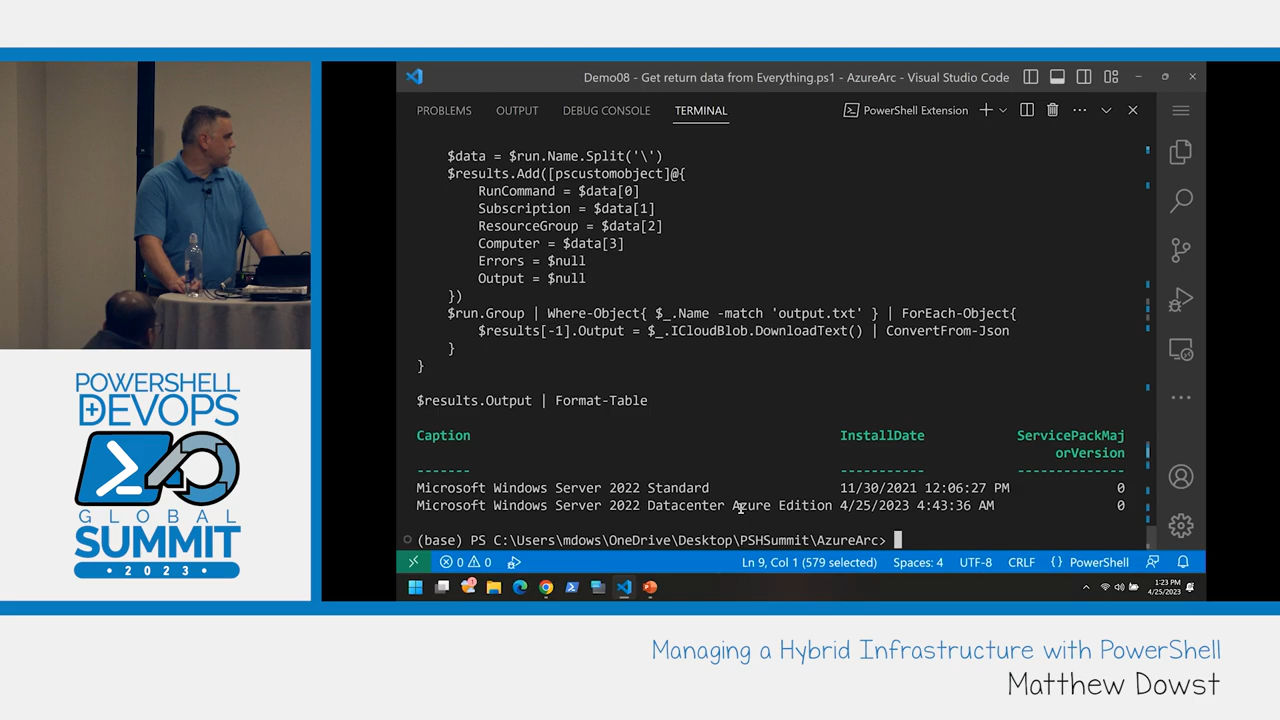 Demo08 - Get return data from Everything.ps1 - AzureArc - Visual Studio Code
PROBLEMS OUTPUT DEBUG CONSOLE TERMINAL PowerShell Extension
$data = $run.Name.Split('\')
$results.Add([pscustomobject]@{
RunCommand = $data[0]
Subscription = $data[1]
ResourceGroup = $data[2]
Computer = $data[3]
Errors = $null
Output = $null
})
$run.Group | Where-Object{ $_.Name -match 'output.txt' } | ForEach-Object{
$results[-1].Output = $_.ICloudBlob.DownloadText() | ConvertFrom-Json
}
}
$results.Output | Format-Table
Caption InstallDate ServicePackMaj
orVersion
------- ----------- --------------
Microsoft Windows Server 2022 Standard 11/30/2021 12:06:27 PM 0
Microsoft Windows Server 2022 Datacenter Azure Edition 4/25/2023 4:43:36 AM 0
(base) PS C:\Users\mdows\OneDrive\Desktop\PSHSummit\AzureArc>
0 0 Ln 9, Col 1 (579 selected) Spaces: 4 UTF-8 CRLF {} PowerShell
1:23 PM
4/25/2023
POWERSHELL
+DEVOPS
GLOBAL
SUMMIT
2023
Managing a Hybrid Infrastructure with PowerShell
Matthew Dowst